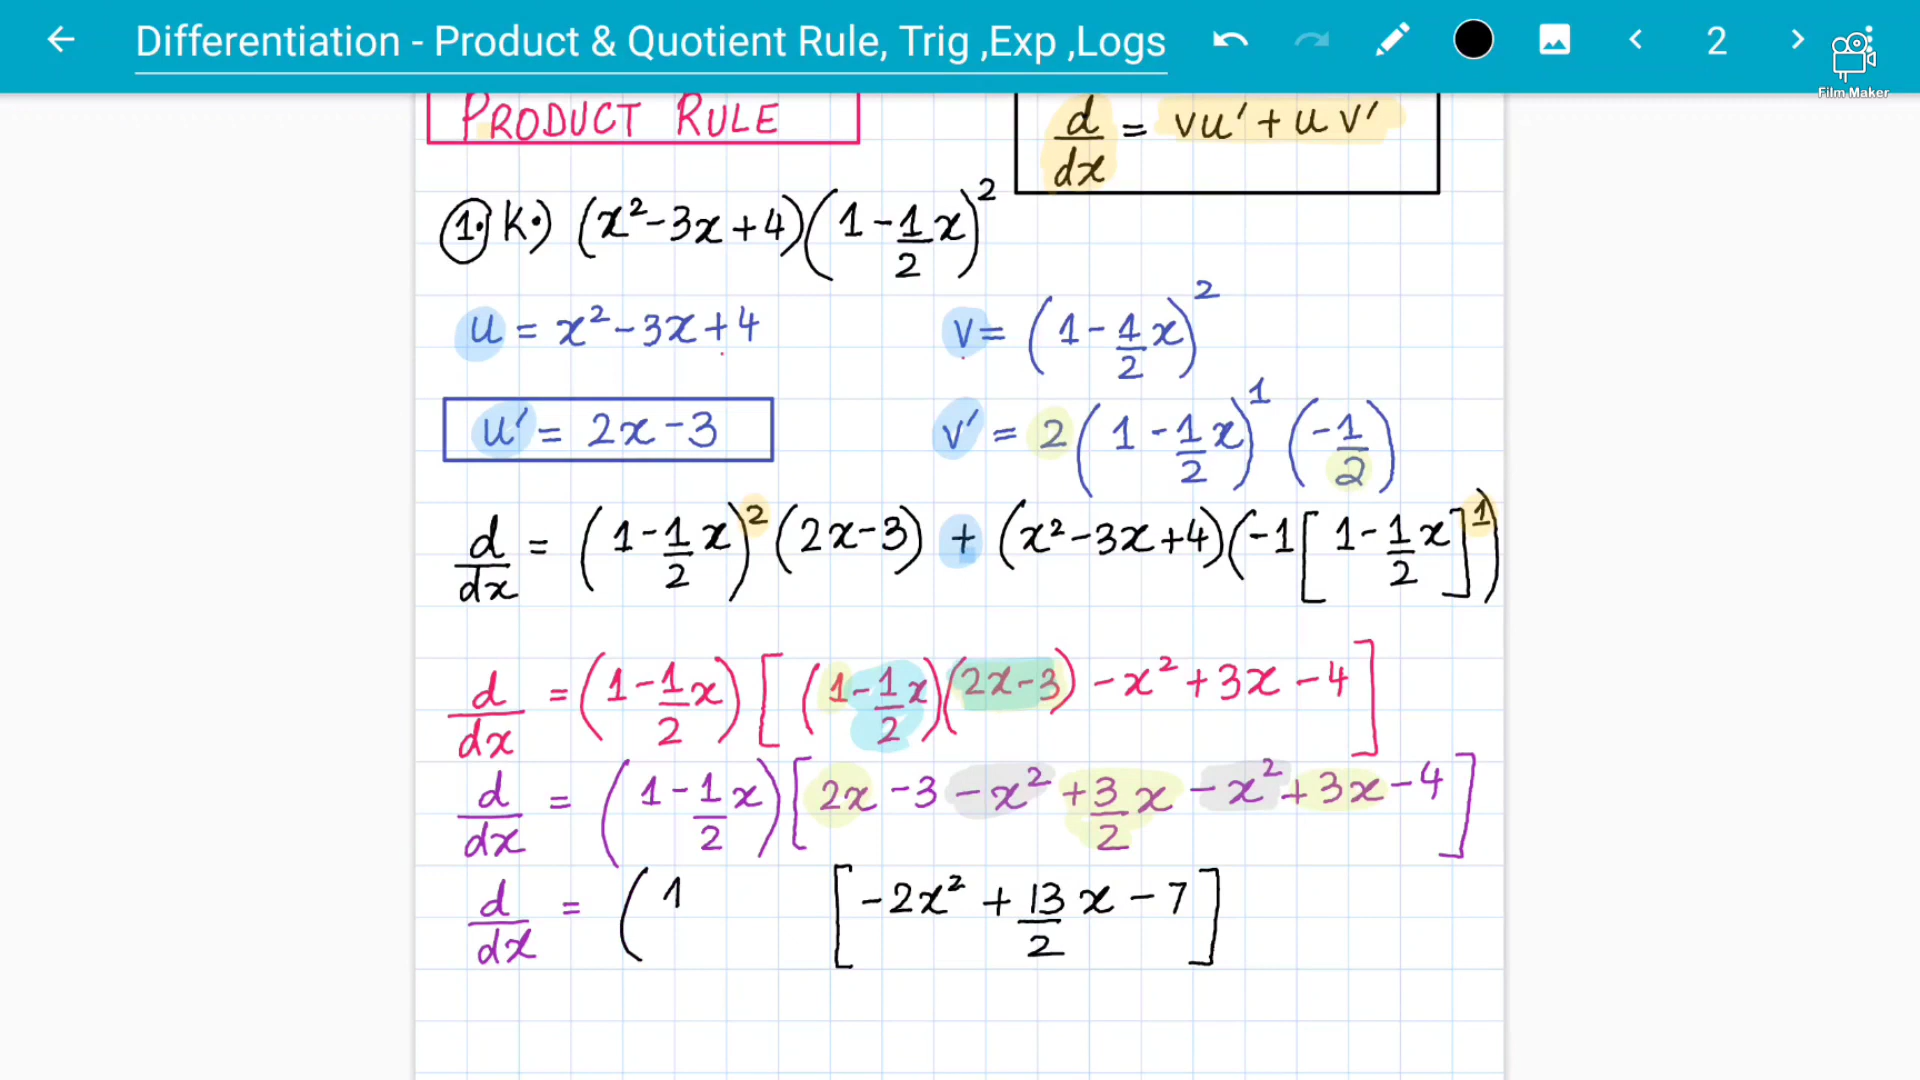 Differentiation - Product & Quotient Rule, Trig ,Exp ,Logs 2
Film Maker
PRODUCT RULE
d/dx = vu' + u v'
1. K.) (x² - 3x + 4)(1 - 1/2 x)²
u = x² - 3x + 4
v = (1 - 1/2 x)²
u' = 2x - 3
v' = 2(1 - 1/2 x)¹ (-1/2)
d/dx = (1 - 1/2 x)² (2x - 3) + (x² - 3x + 4)(-1[1 - 1/2 x]¹)
d/dx = (1 - 1/2 x)[(1 - 1/2 x)(2x - 3) - x² + 3x - 4]
d/dx = (1 - 1/2 x)[2x - 3 - x² + 3/2 x - x² + 3x - 4]
d/dx = (1 [-2x² + 13/2 x - 7]